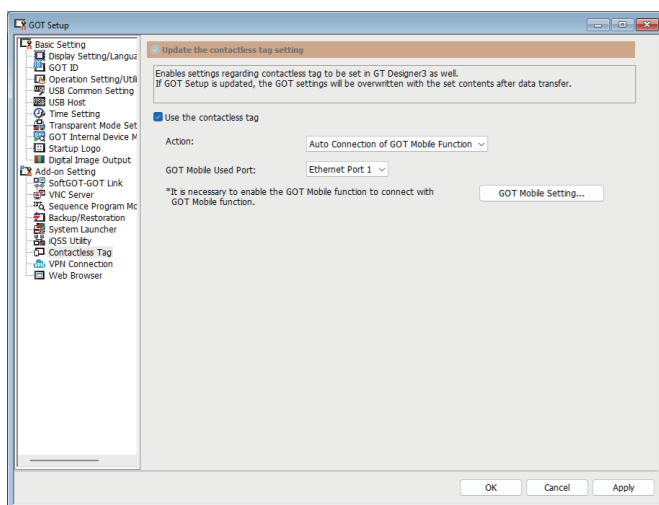 GOT Setup
Basic Setting
Display Setting/Langua
GOT ID
Operation Setting/Utili
USB Common Setting
USB Host
Time Setting
Transparent Mode Set
GOT Internal Device M
Startup Logo
Digital Image Output
Add-on Setting
SoftGOT-GOT Link
VNC Server
Sequence Program Mc
Backup/Restoration
System Launcher
iQSS Utility
Contactless Tag
VPN Connection
Web Browser
Update the contactless tag setting
Enables settings regarding contactless tag to be set in GT Designer3 as well.
If GOT Setup is updated, the GOT settings will be overwritten with the set contents after data transfer.
Use the contactless tag
Action: Auto Connection of GOT Mobile Function
GOT Mobile Used Port: Ethernet Port 1
*It is necessary to enable the GOT Mobile function to connect with
GOT Mobile function.
GOT Mobile Setting...
OK Cancel Apply